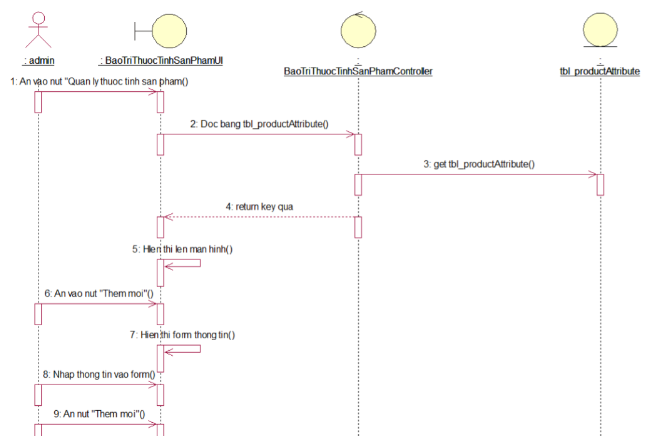 : admin
: BaoTriThuocTinhSanPhamUI
: BaoTriThuocTinhSanPhamController
: tbl_productAttribute
1: An vao nut "Quan ly thuoc tinh san pham()
2: Doc bang tbl_productAttribute()
3: get tbl_productAttribute()
4: return key qua
5: Hien thi len man hinh()
6: An vao nut "Them moi"()
7: Hien thi form thong tin()
8: Nhap thong tin vao form()
9: An nut "Them moi"()